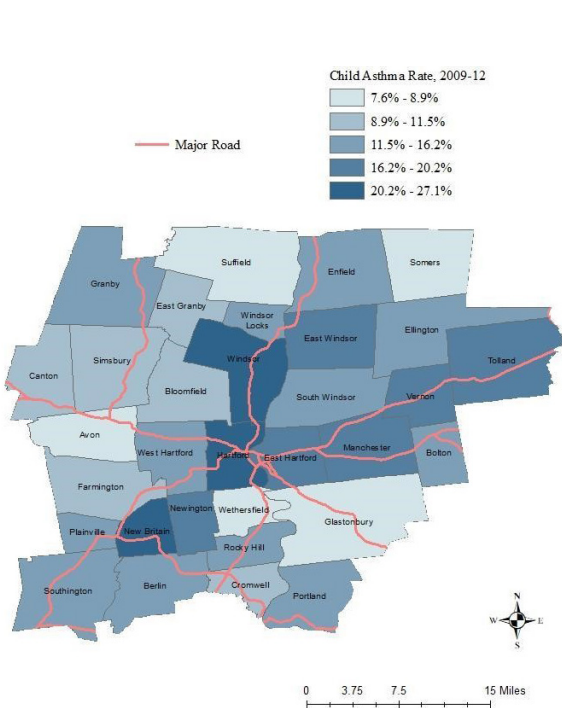 Child Asthma Rate, 2009-12
7.6% - 8.9%
8.9% - 11.5%
Major Road
11.5% - 16.2%
16.2% - 20.2%
20.2% - 27.1%
Suffield
Somers
Enfield
Granby
East Granby
Windsor
Locks
Ellington
East Windsor
Windsor
Tolland
Simsbury
Canton
Bloomfield
Vernon
South Windsor
Avon
West Hartford
Hartford
East Hartford
Manchester
Bolton
Farmington
Newington
Wethersfield
Glastonbury
Plainville
New Britain
Rocky Hill
Southington
Berlin
Cromwell
Portland
N
W
E
S
0 3.75 7.5 15 Miles